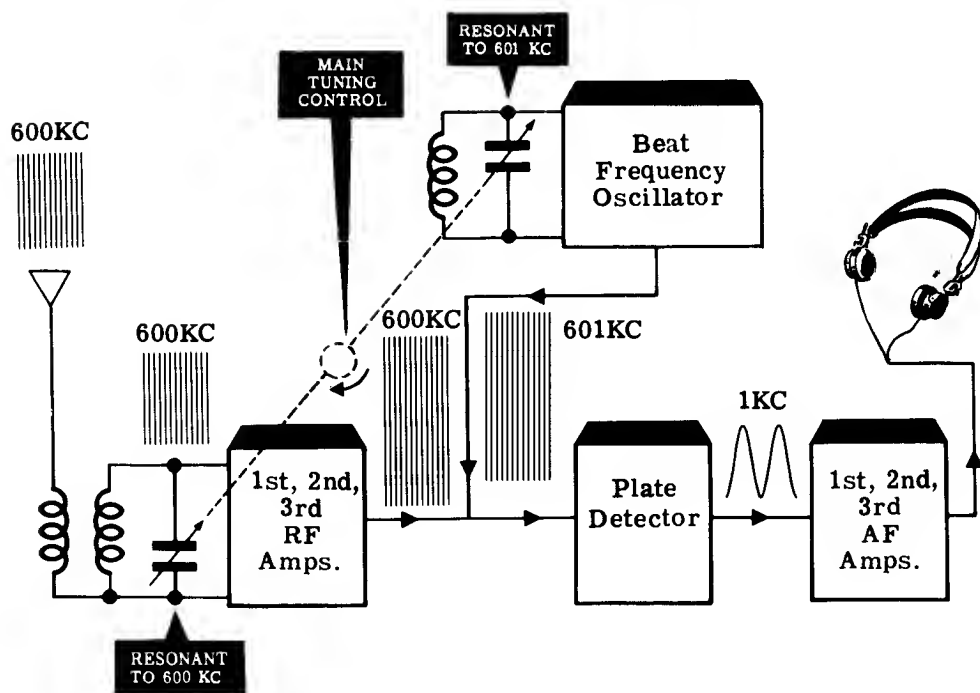 RESONANT
TO 601 KC
MAIN
TUNING
CONTROL
600KC
Beat
Frequency
Oscillator
600KC
600KC
601KC
1KC
1st, 2nd,
3rd
RF
Amps.
Plate
Detector
1st, 2nd,
3rd
AF
Amps.
RESONANT
TO 600 KC